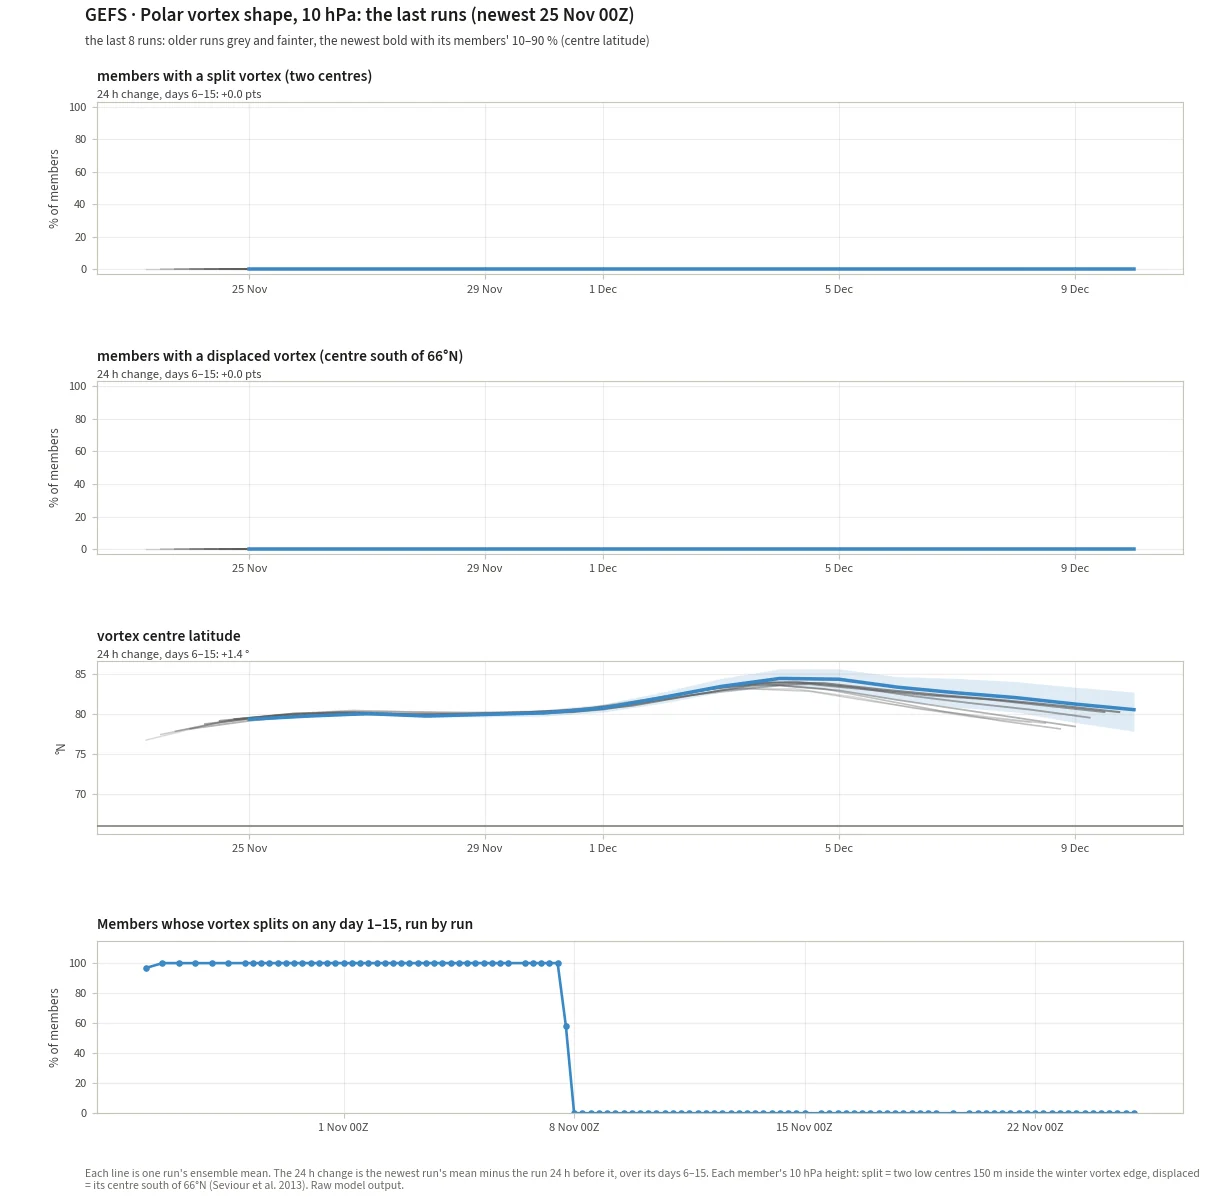 GEFS · Polar vortex shape, 10 hPa: the last runs (newest 25 Nov 00Z)
the last 8 runs: older runs grey and fainter, the newest bold with its members' 10–90 % (centre latitude)
members with a split vortex (two centres)
24 h change, days 6–15: +0.0 pts
100
80
60
40
20
0
% of members
25 Nov
29 Nov
1 Dec
5 Dec
9 Dec
members with a displaced vortex (centre south of 66°N)
24 h change, days 6–15: +0.0 pts
100
80
60
40
20
0
% of members
25 Nov
29 Nov
1 Dec
5 Dec
9 Dec
vortex centre latitude
24 h change, days 6–15: +1.4 °
85
80
75
70
°N
25 Nov
29 Nov
1 Dec
5 Dec
9 Dec
Members whose vortex splits on any day 1–15, run by run
100
80
60
40
20
0
% of members
1 Nov 00Z
8 Nov 00Z
15 Nov 00Z
22 Nov 00Z
Each line is one run's ensemble mean. The 24 h change is the newest run's mean minus the run 24 h before it, over its days 6–15. Each member's 10 hPa height: split = two low centres 150 m inside the winter vortex edge, displaced
= its centre south of 66°N (Seviour et al. 2013). Raw model output.